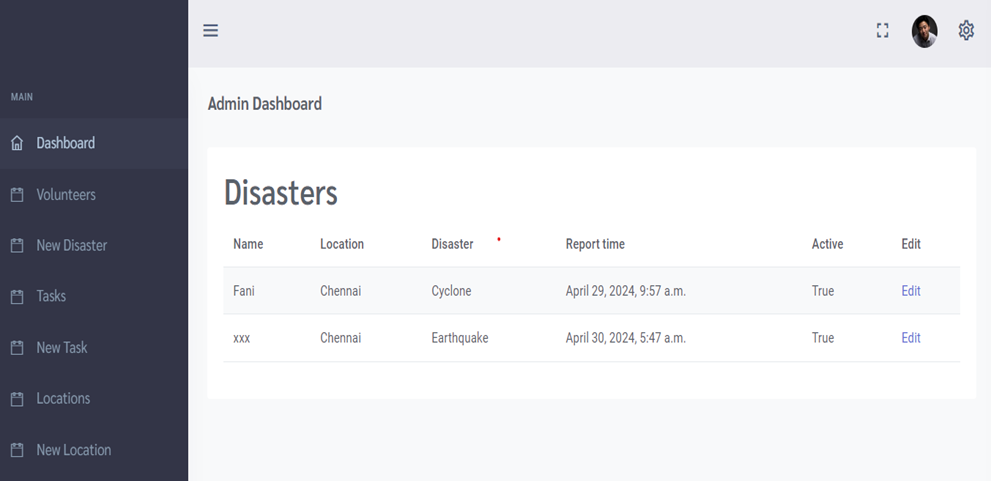 MAIN
Dashboard
Volunteers
New Disaster
Tasks
New Task
Locations
New Location
Admin Dashboard
Disasters
Name Location Disaster Report time Active Edit
Fani Chennai Cyclone April 29, 2024, 9:57 a.m. True Edit
xxx Chennai Earthquake April 30, 2024, 5:47 a.m. True Edit